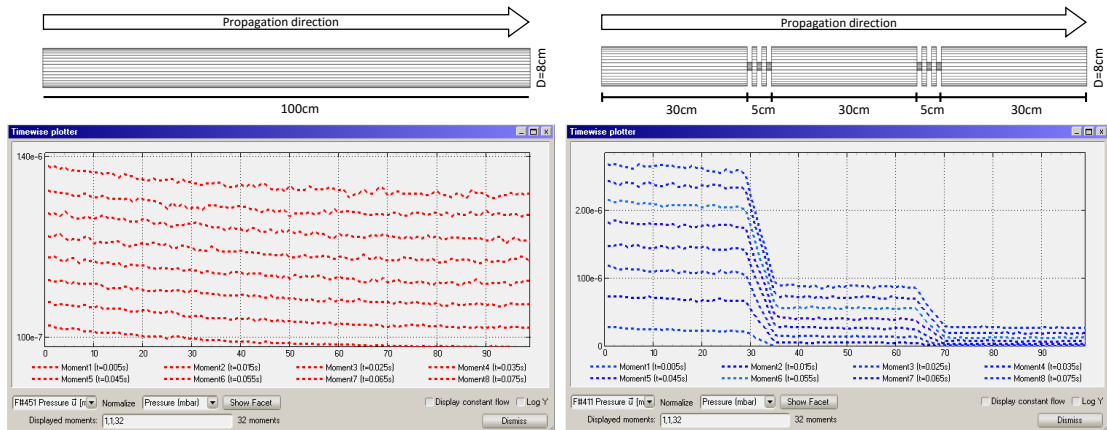 Propagation direction
D=8cm
100cm
Timewise plotter
140e-6
100e-7
0 10 20 30 40 50 60 70 80 90
Moment1 (t=0.005s) Moment2 (t=0.015s) Moment3 (t=0.025s) Moment4 (t=0.035s)
Moment5 (t=0.045s) Moment6 (t=0.055s) Moment7 (t=0.065s) Moment8 (t=0.075s)
F#451 Pressure ū [m Normalize Pressure (mbar) Show Facet Display constant flow Log Y
Displayed moments: 1,1,32 32 moments Dismiss
Propagation direction
D=8cm
30cm 5cm 30cm 5cm 30cm
Timewise plotter
2.00e-6
100e-6
0
0 10 20 30 40 50 60 70 80 90
Moment1 (t=0.005s) Moment2 (t=0.015s) Moment3 (t=0.025s) Moment4 (t=0.035s)
Moment5 (t=0.045s) Moment6 (t=0.055s) Moment7 (t=0.065s) Moment8 (t=0.075s)
F#411 Pressure ū [m Normalize Pressure (mbar) Show Facet Display constant flow Log Y
Displayed moments: 1,1,32 32 moments Dismiss